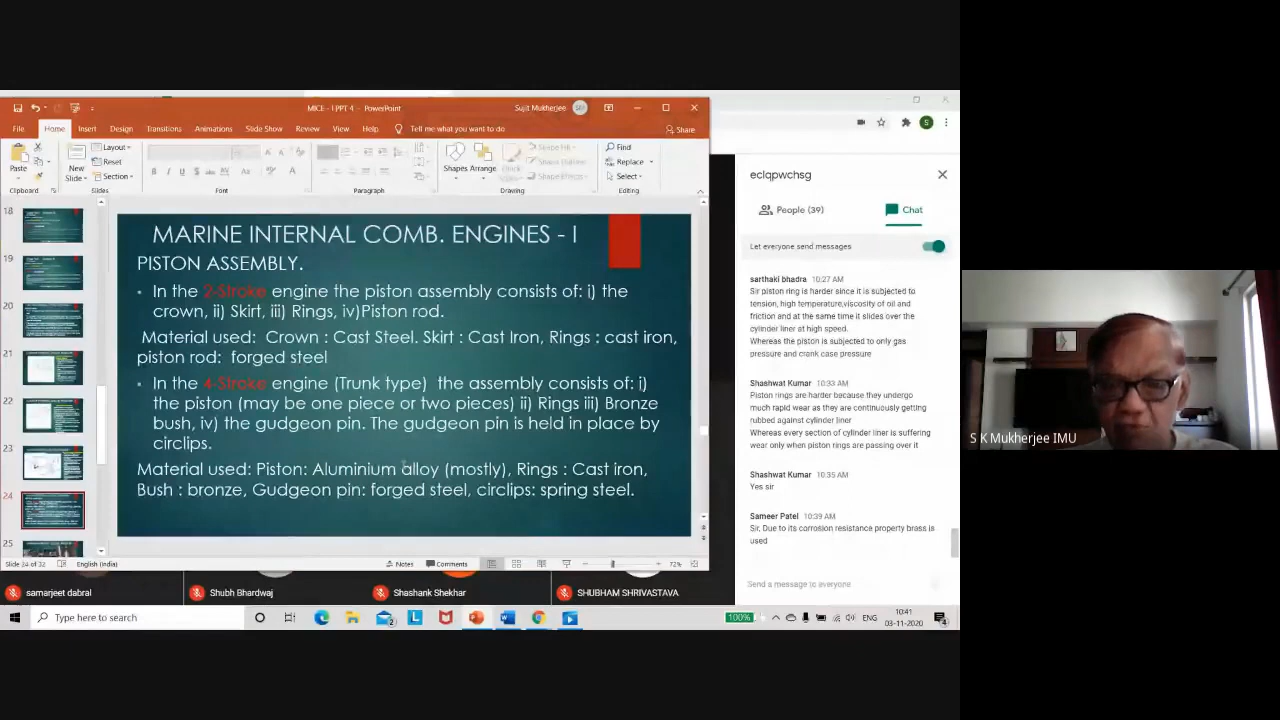 MICE - I PPT 4 - PowerPoint
Sujit Mukherjee
File Home Insert Design Transitions Animations Slide Show Review View Help Tell me what you want to do Share
Paste
Clipboard
New
Slide
Layout
Reset
Section
Slides
Font
Paragraph
Shapes Arrange
Shape Fill
Shape Outline
Shape Effects
Drawing
Find
Replace
Select
Editing
18
19
20
21
22
23
24
25
MARINE INTERNAL COMB. ENGINES - I
PISTON ASSEMBLY.
• In the 2-Stroke engine the piston assembly consists of: i) the
crown, ii) Skirt, iii) Rings, iv)Piston rod.
Material used: Crown : Cast Steel. Skirt : Cast Iron, Rings : cast iron,
piston rod: forged steel
• In the 4-Stroke engine (Trunk type) the assembly consists of: i)
the piston (may be one piece or two pieces) ii) Rings iii) Bronze
bush, iv) the gudgeon pin. The gudgeon pin is held in place by
circlips.
Material used: Piston: Aluminium alloy (mostly), Rings : Cast iron,
Bush : bronze, Gudgeon pin: forged steel, circlips: spring steel.
Slide 24 of 32 English (India) Notes Comments 72%
samarjeet dabral
Shubh Bhardwaj
Shashank Shekhar
SHUBHAM SHRIVASTAVA
eclqpwchsg
People (39) Chat
Let everyone send messages
sarthaki bhadra 10:27 AM
Sir piston ring is harder since it is subjected to
tension, high temperature,viscosity of oil and
friction and at the same time it slides over the
cylinder liner at high speed.
Whereas the piston is subjected to only gas
pressure and crank case pressure
Shashwat Kumar 10:33 AM
Piston rings are harder because they undergo
much rapid wear as they are continuously getting
rubbed against cylinder liner
Whereas every section of cylinder liner is suffering
wear only when piston rings are passing over it
Shashwat Kumar 10:35 AM
Yes sir
Sameer Patel 10:39 AM
Sir, Due to its corrosion resistance property brass is
used
Send a message to everyone
Type here to search
100%
ENG
10:41
03-11-2020
S K Mukherjee IMU